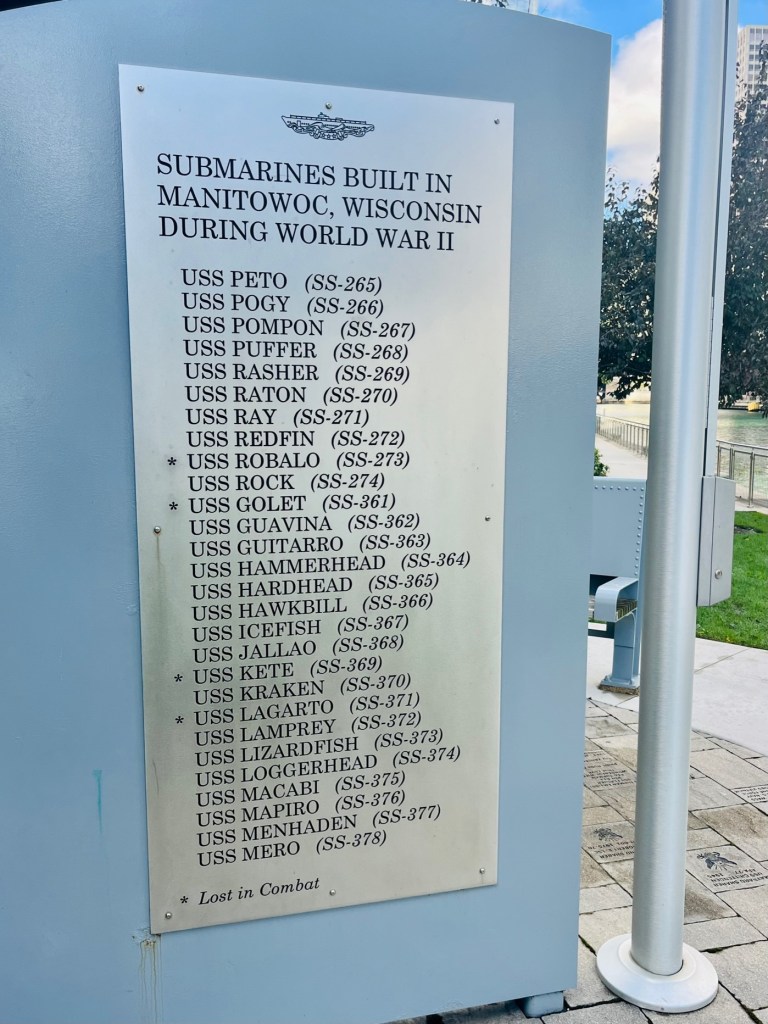 SUBMARINES BUILT IN
MANITOWOC, WISCONSIN
DURING WORLD WAR II
USS PETO (SS-265)
USS POGY (SS-266)
USS POMPON (SS-267)
USS PUFFER (SS-268)
USS RASHER (SS-269)
USS RATON (SS-270)
USS RAY (SS-271)
USS REDFIN (SS-272)
* USS ROBALO (SS-273)
USS ROCK (SS-274)
* USS GOLET (SS-361)
USS GUAVINA (SS-362)
USS GUITARRO (SS-363)
USS HAMMERHEAD (SS-364)
USS HARDHEAD (SS-365)
USS HAWKBILL (SS-366)
USS ICEFISH (SS-367)
USS JALLAO (SS-368)
* USS KETE (SS-369)
USS KRAKEN (SS-370)
* USS LAGARTO (SS-371)
USS LAMPREY (SS-372)
USS LIZARDFISH (SS-373)
USS LOGGERHEAD (SS-374)
USS MACABI (SS-375)
USS MAPIRO (SS-376)
USS MENHADEN (SS-377)
USS MERO (SS-378)
* Lost in Combat